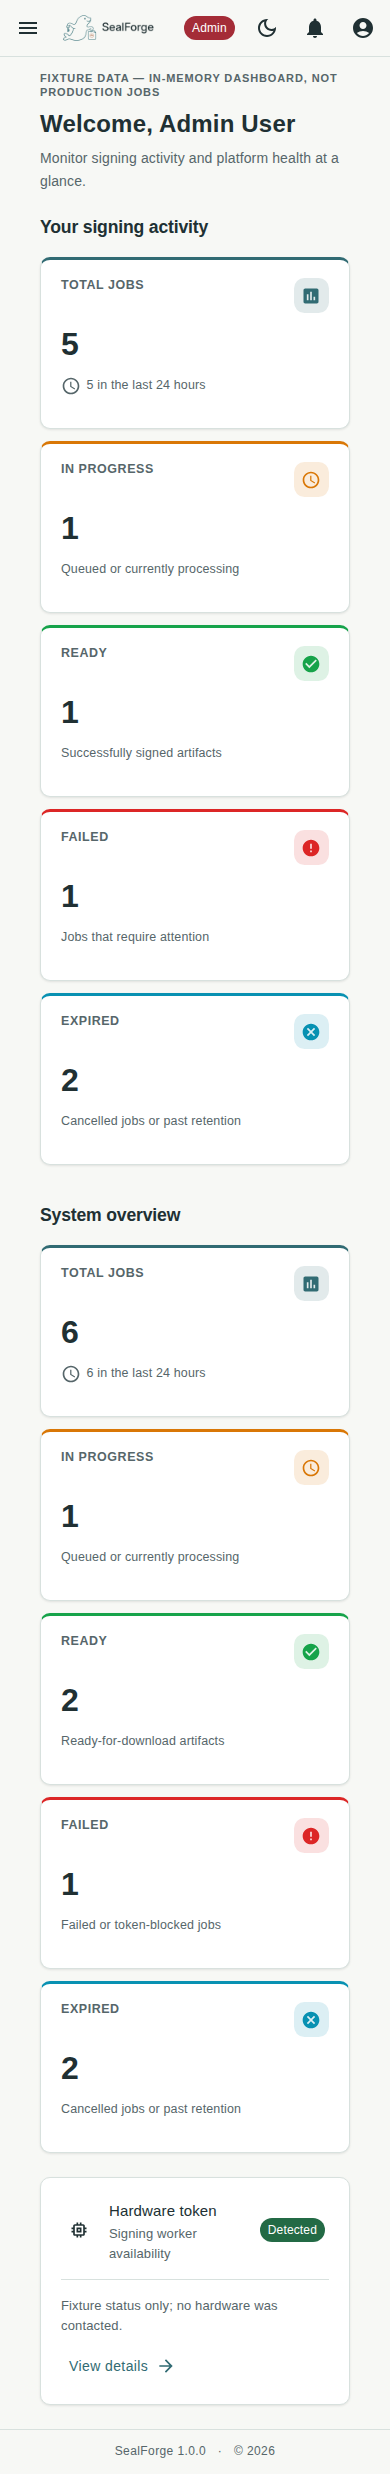 SealForge
Admin
FIXTURE DATA — IN-MEMORY DASHBOARD, NOT
PRODUCTION JOBS
Welcome, Admin User
Monitor signing activity and platform health at a
glance.
Your signing activity
TOTAL JOBS
5
5 in the last 24 hours
IN PROGRESS
1
Queued or currently processing
READY
1
Successfully signed artifacts
FAILED
1
Jobs that require attention
EXPIRED
2
Cancelled jobs or past retention
System overview
TOTAL JOBS
6
6 in the last 24 hours
IN PROGRESS
1
Queued or currently processing
READY
2
Ready-for-download artifacts
FAILED
1
Failed or token-blocked jobs
EXPIRED
2
Cancelled jobs or past retention
Hardware token
Signing worker
availability
Detected
Fixture status only; no hardware was
contacted.
View details
SealForge 1.0.0 · © 2026